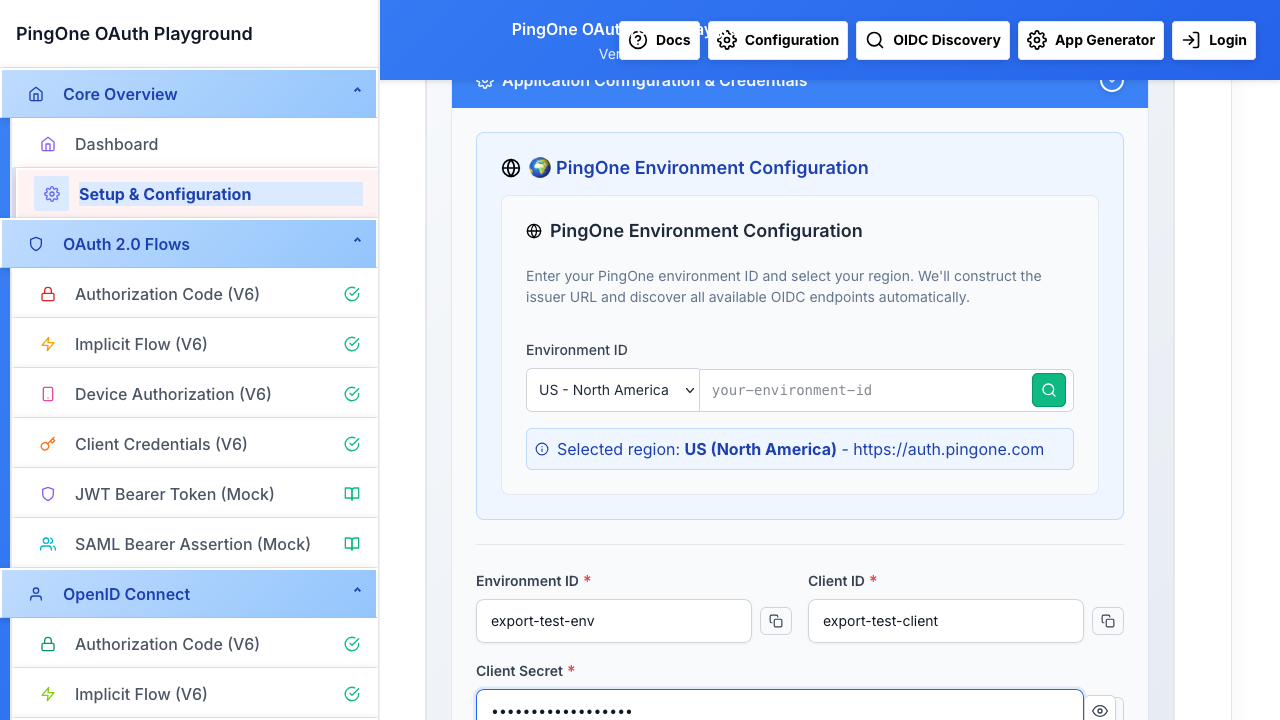 PingOne OAuth Playground
Core Overview
Dashboard
Setup & Configuration
OAuth 2.0 Flows
Authorization Code (V6)
Implicit Flow (V6)
Device Authorization (V6)
Client Credentials (V6)
JWT Bearer Token (Mock)
SAML Bearer Assertion (Mock)
OpenID Connect
Authorization Code (V6)
Implicit Flow (V6)
PingOne OAut
Ver
Docs
Configuration
OIDC Discovery
App Generator
Login
Application Configuration & Credentials
🌍 PingOne Environment Configuration
PingOne Environment Configuration
Enter your PingOne environment ID and select your region. We'll construct the
issuer URL and discover all available OIDC endpoints automatically.
Environment ID
US - North America
your-environment-id
Selected region: US (North America) - https://auth.pingone.com
Environment ID *
export-test-env
Client ID *
export-test-client
Client Secret *
••••••••••••••••••